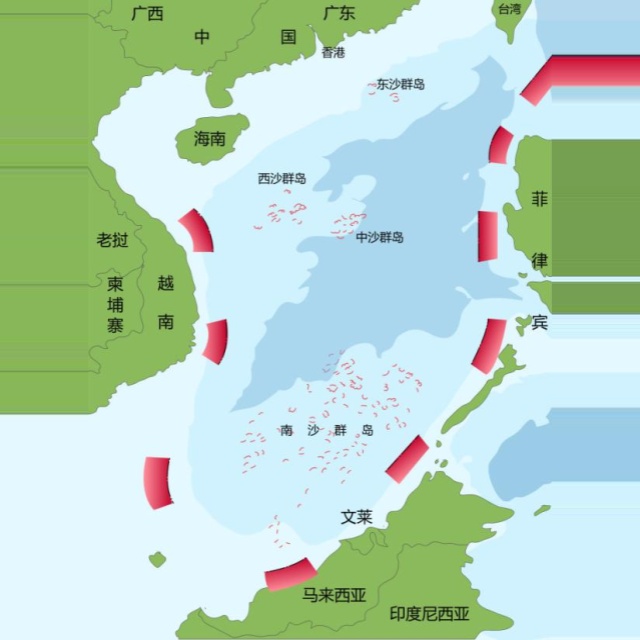 台湾
广西
广东
中
国
香港
东沙群岛
海南
西沙群岛
菲
律
宾
中沙群岛
老挝
越
南
柬
埔
寨
南沙群岛
文莱
马来西亚
印度尼西亚